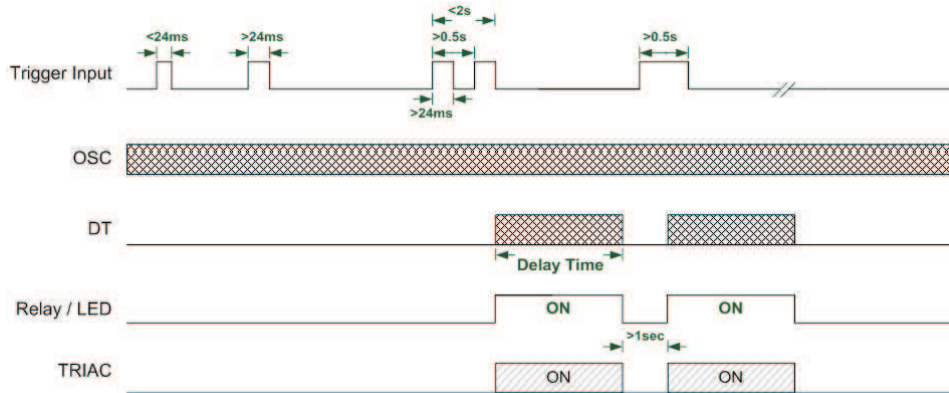 <2s
<24ms >24ms >0.5s >0.5s
Trigger Input
>24ms
OSC
DT
Delay Time
Relay / LED ON ON
>1sec
TRIAC ON ON